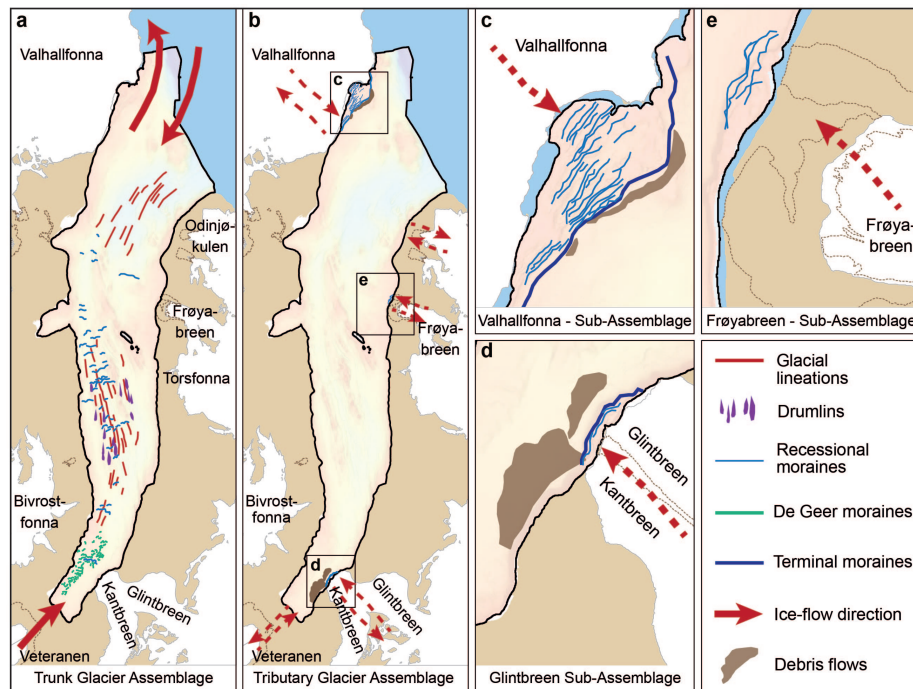 a
Valhallfonna
Odinjø-
kulen
Frøya-
breen
Torsfonna
Bivrost-
fonna
Glintbreen
Kantbreen
Veteranen
Trunk Glacier Assemblage
b
Valhallfonna
c
e
Frøya-
breen
Bivrost-
fonna
d
Glintbreen
Kantbreen
Veteranen
Tributary Glacier Assemblage
c
Valhallfonna
Valhallfonna - Sub-Assemblage
e
Frøya-
breen
Frøyabreen - Sub-Assemblage
d
Glintbreen
Kantbreen
Glintbreen Sub-Assemblage
Glacial
lineations
Drumlins
Recessional
moraines
De Geer moraines
Terminal moraines
Ice-flow direction
Debris flows